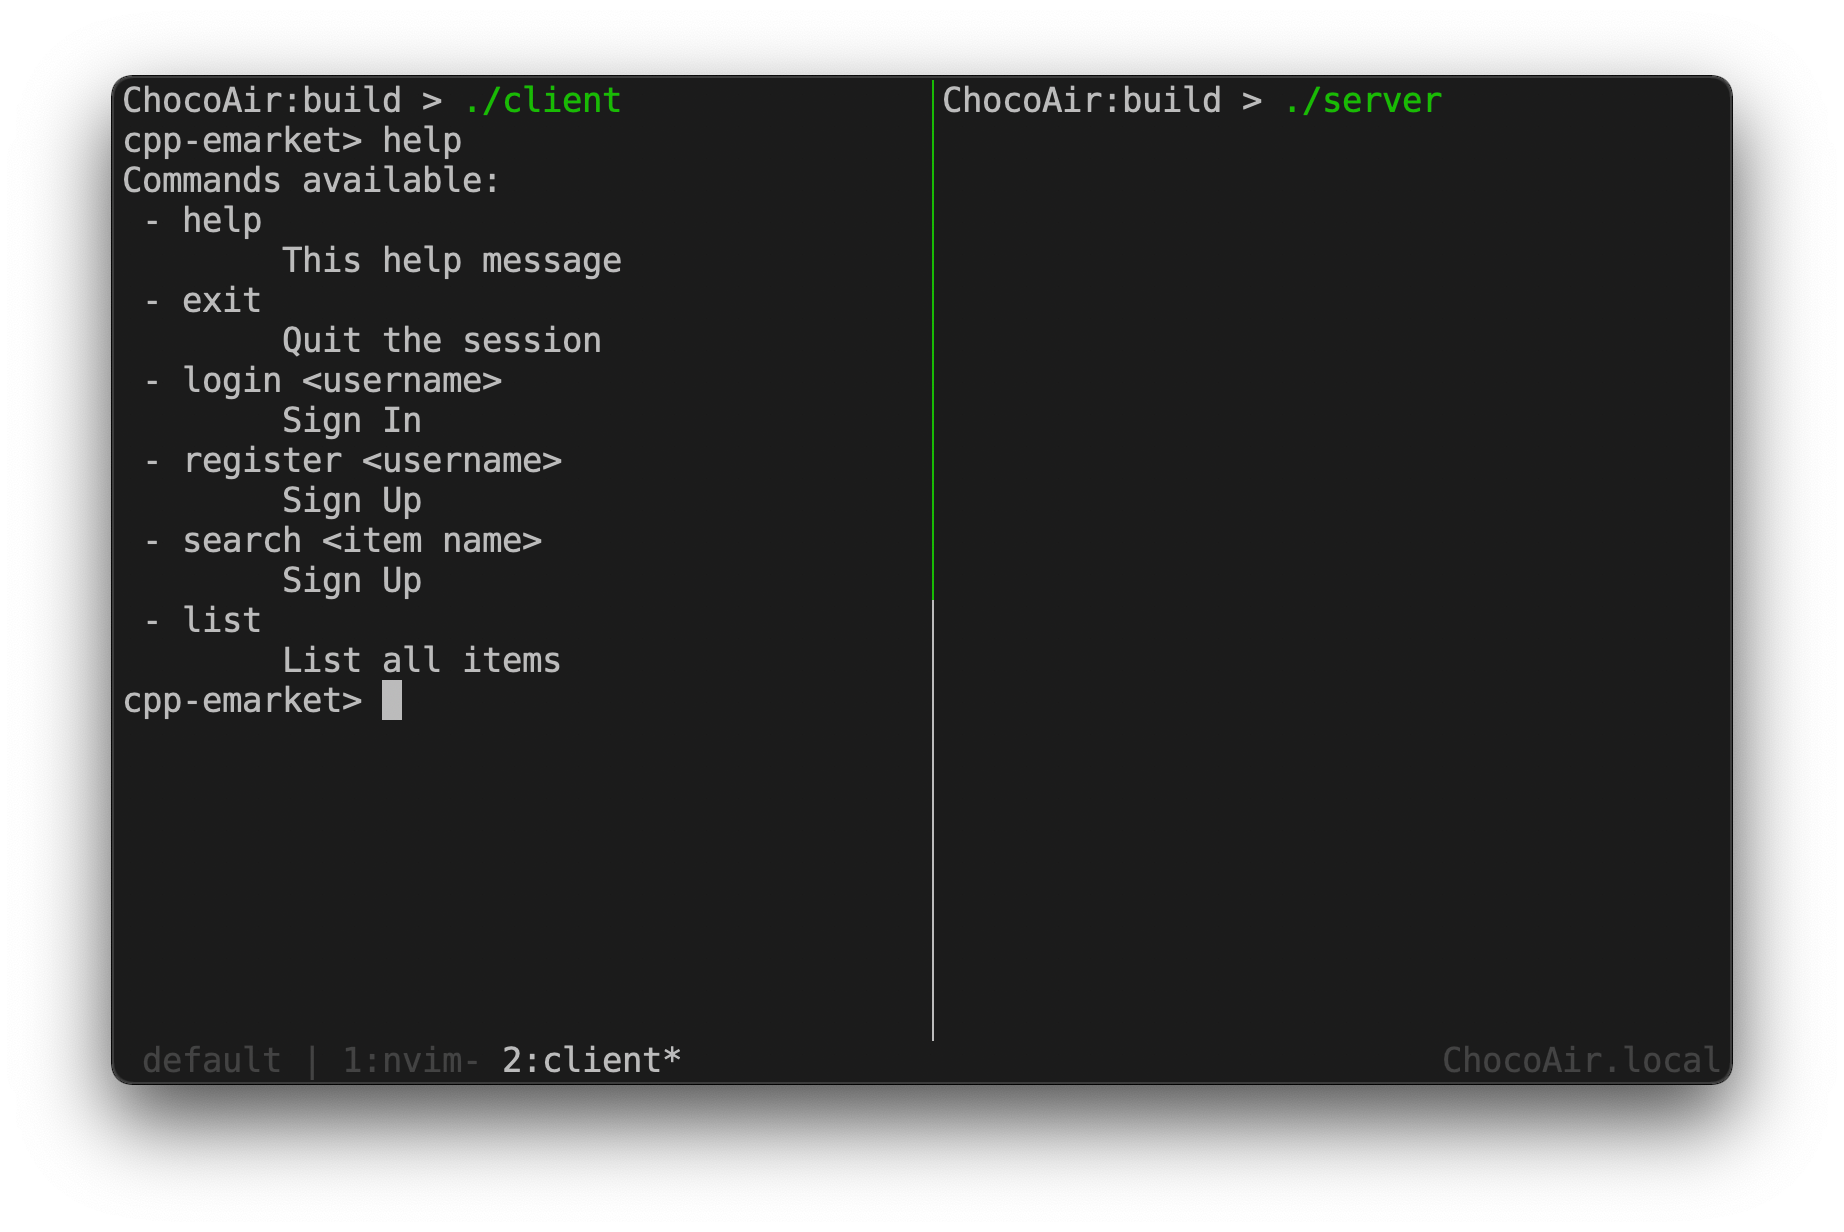 ChocoAir:build > ./client
cpp-emarket> help
Commands available:
 - help
        This help message
 - exit
        Quit the session
 - login <username>
        Sign In
 - register <username>
        Sign Up
 - search <item name>
        Sign Up
 - list
        List all items
cpp-emarket>
ChocoAir:build > ./server
default | 1:nvim- 2:client*
ChocoAir.local